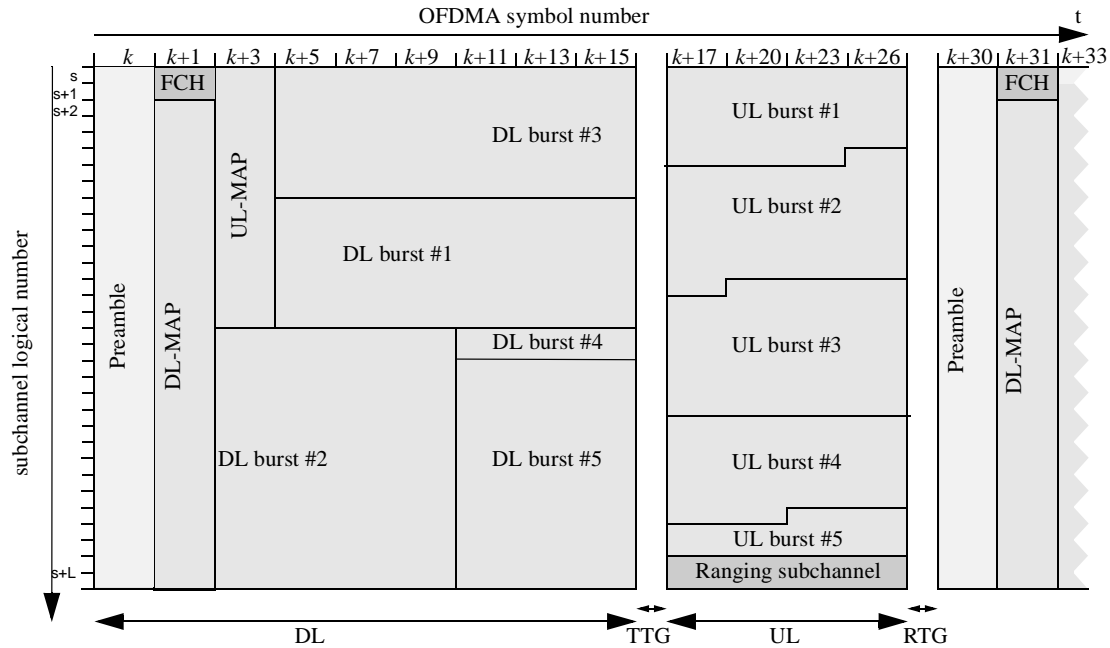 OFDMA symbol number
t
k k+1 k+3 k+5 k+7 k+9 k+11 k+13 k+15 k+17 k+20 k+23 k+26 k+30 k+31 k+33
s
s+1
s+2
s+L
subchannel logical number
Preamble
FCH
DL-MAP
UL-MAP
DL burst #3
DL burst #1
DL burst #4
DL burst #2
DL burst #5
UL burst #1
UL burst #2
UL burst #3
UL burst #4
UL burst #5
Ranging subchannel
Preamble
FCH
DL-MAP
DL
TTG
UL
RTG